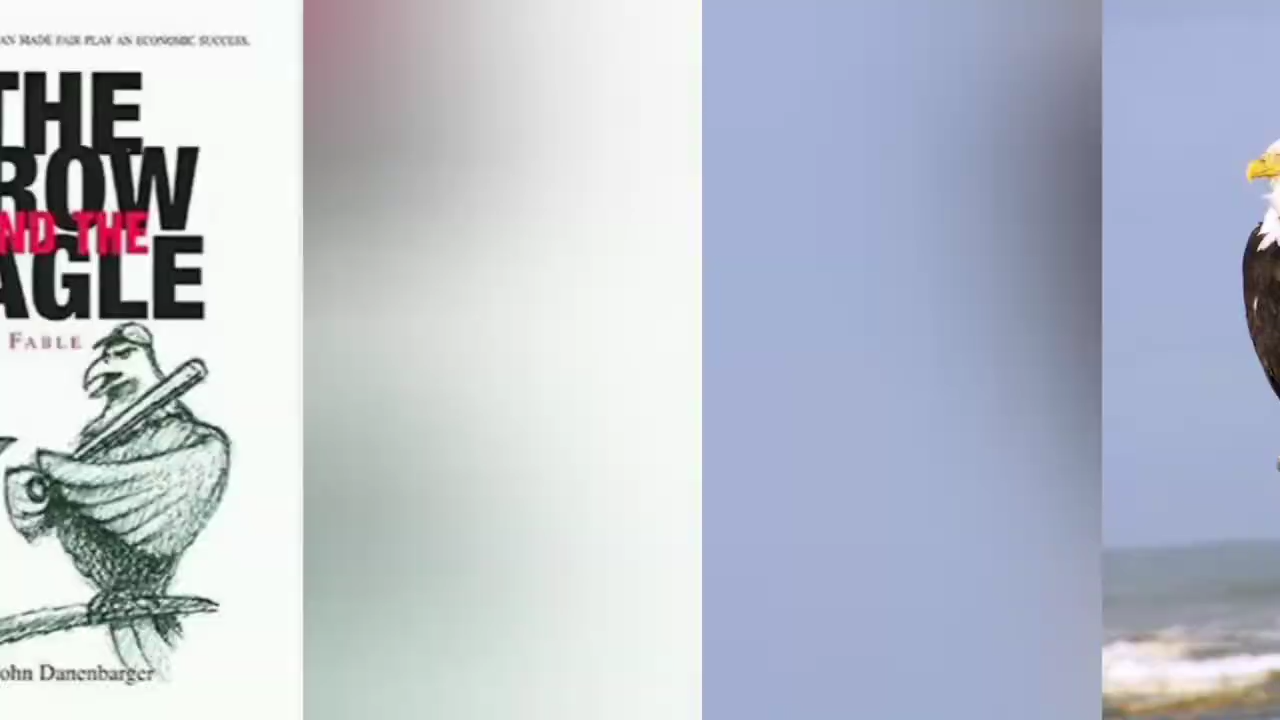 AN MADE FAIR PLAY AN ECONOMIC SUCCESS.
THE
ROW
ND THE
AGLE
FABLE
ohn Danenbarger